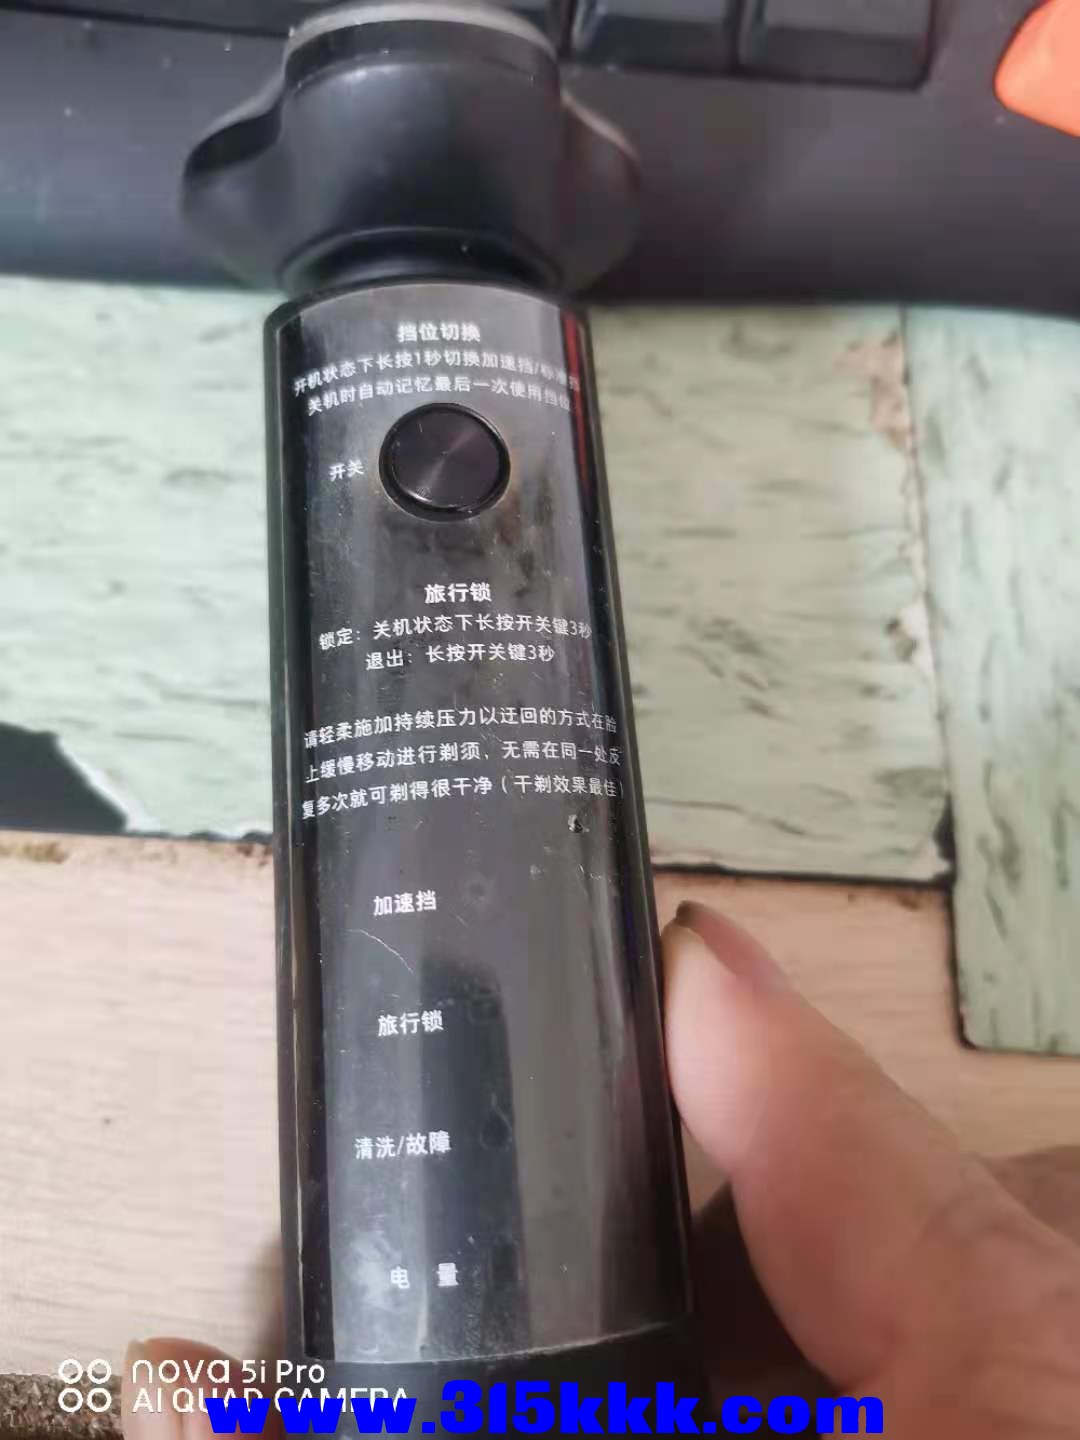 挡位切换
开机状态下长按1秒切换加速挡/标准挡
关机时自动记忆最后一次使用挡位
开关
旅行锁
锁定：关机状态下长按开关键3秒
退出：长按开关键3秒
请轻柔施加持续压力以迂回的方式在脸
上缓慢移动进行剃须，无需在同一处反
复多次就可剃得很干净（干剃效果最佳）
加速挡
旅行锁
清洗/故障
电 量
nova 5i Pro
AI QUAD CAMERA
www.315kkk.com